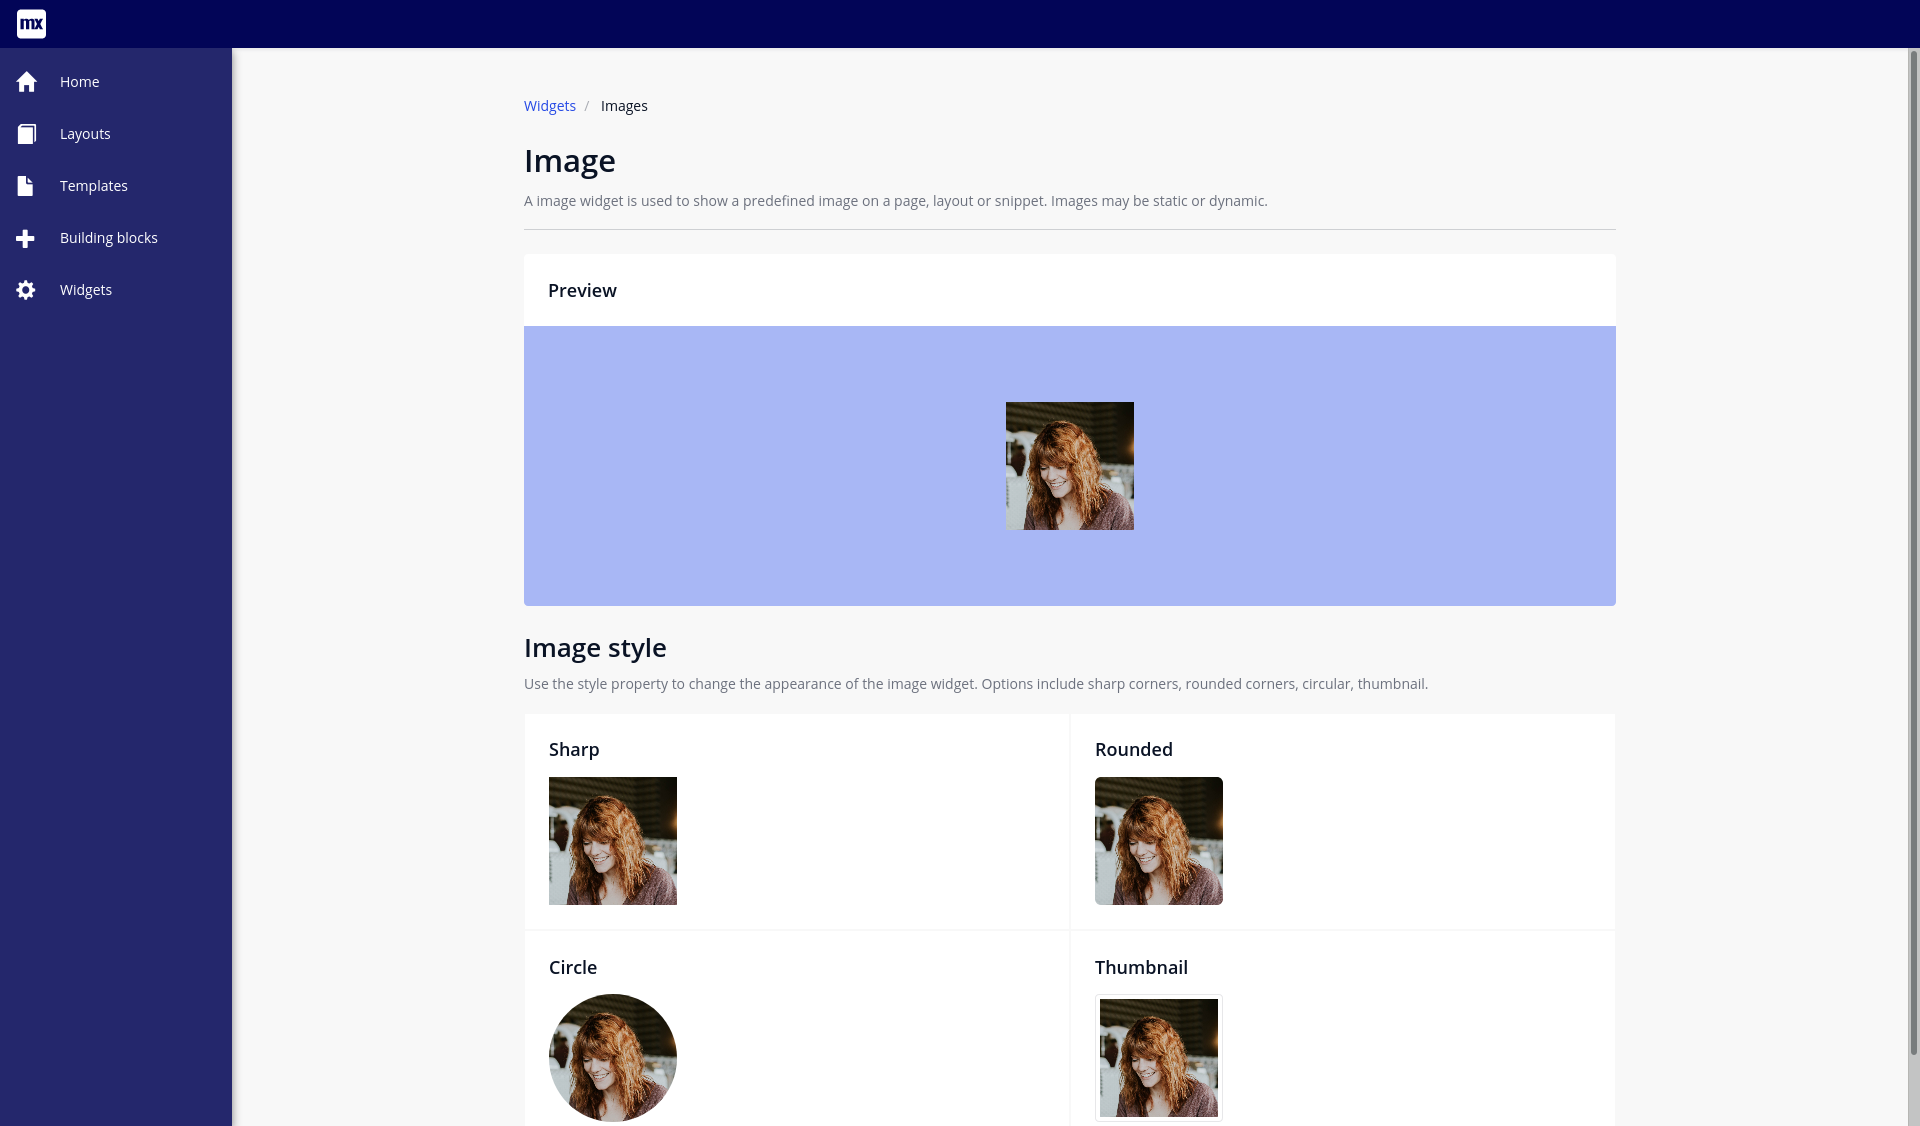 mx
Home
Layouts
Templates
Building blocks
Widgets
Widgets / Images
Image
A image widget is used to show a predefined image on a page, layout or snippet. Images may be static or dynamic.
Preview
Image style
Use the style property to change the appearance of the image widget. Options include sharp corners, rounded corners, circular, thumbnail.
Sharp
Rounded
Circle
Thumbnail